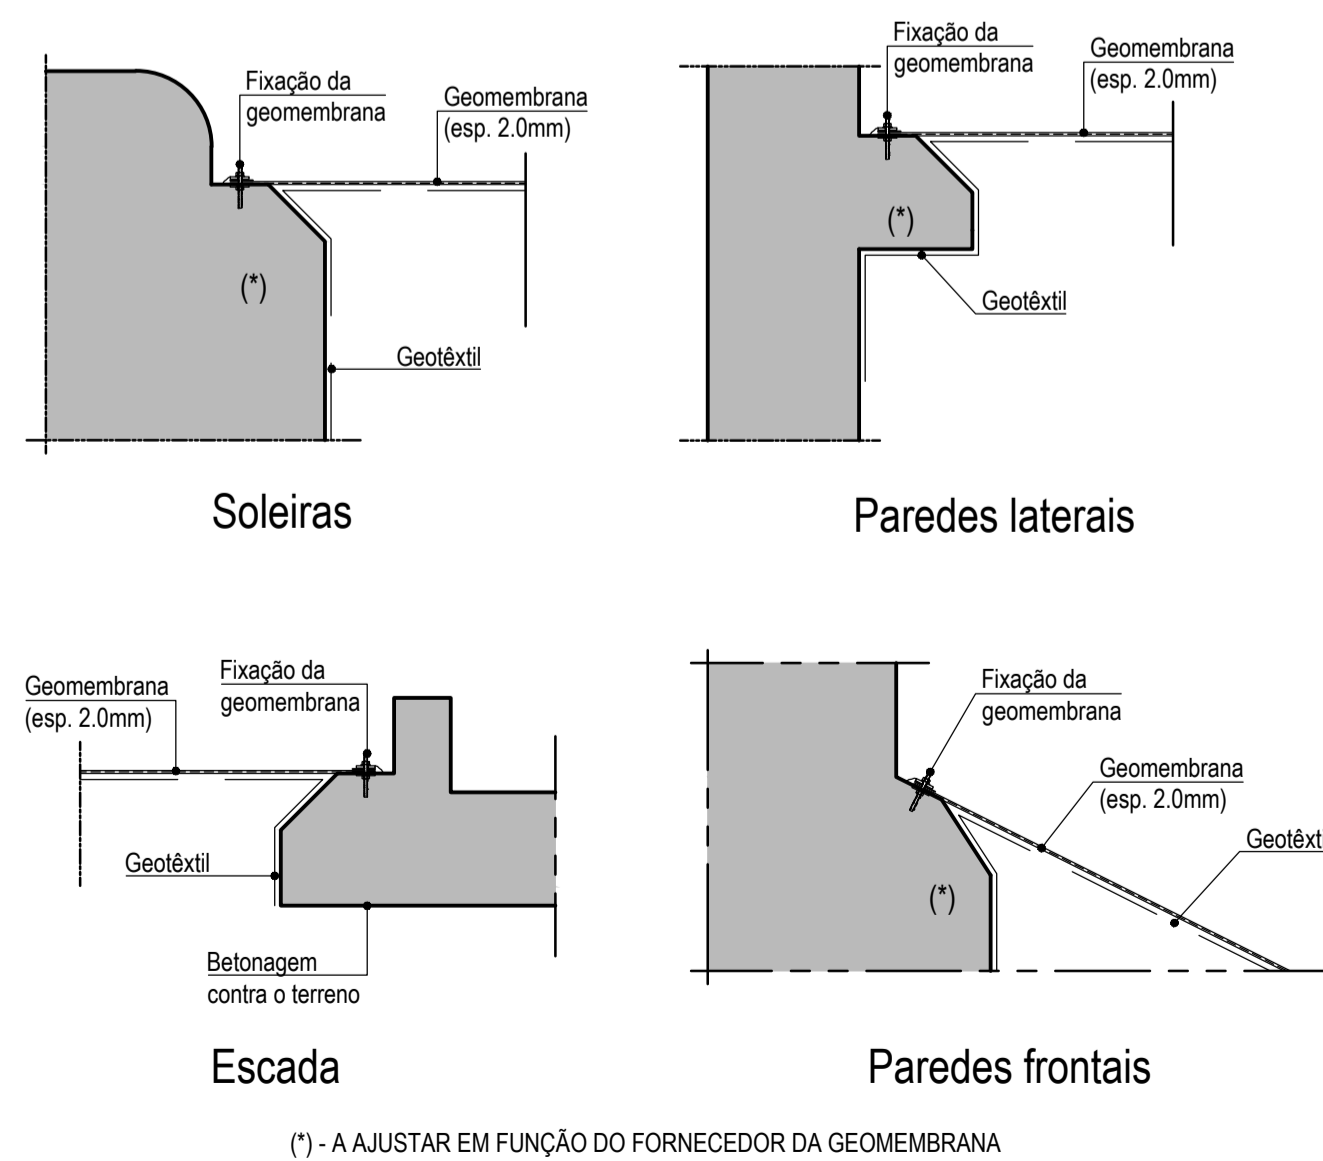 Fixação da
geomembrana
Geomembrana
(esp. 2.0mm)
(*)
Geotêxtil
Soleiras
Fixação da
geomembrana
Geomembrana
(esp. 2.0mm)
(*)
Geotêxtil
Paredes laterais
Geomembrana
(esp. 2.0mm)
Fixação da
geomembrana
Geotêxtil
Betonagem
contra o terreno
Escada
Fixação da
geomembrana
Geomembrana
(esp. 2.0mm)
Geotêxti
(*)
Paredes frontais
(*) - A AJUSTAR EM FUNÇÃO DO FORNECEDOR DA GEOMEMBRANA